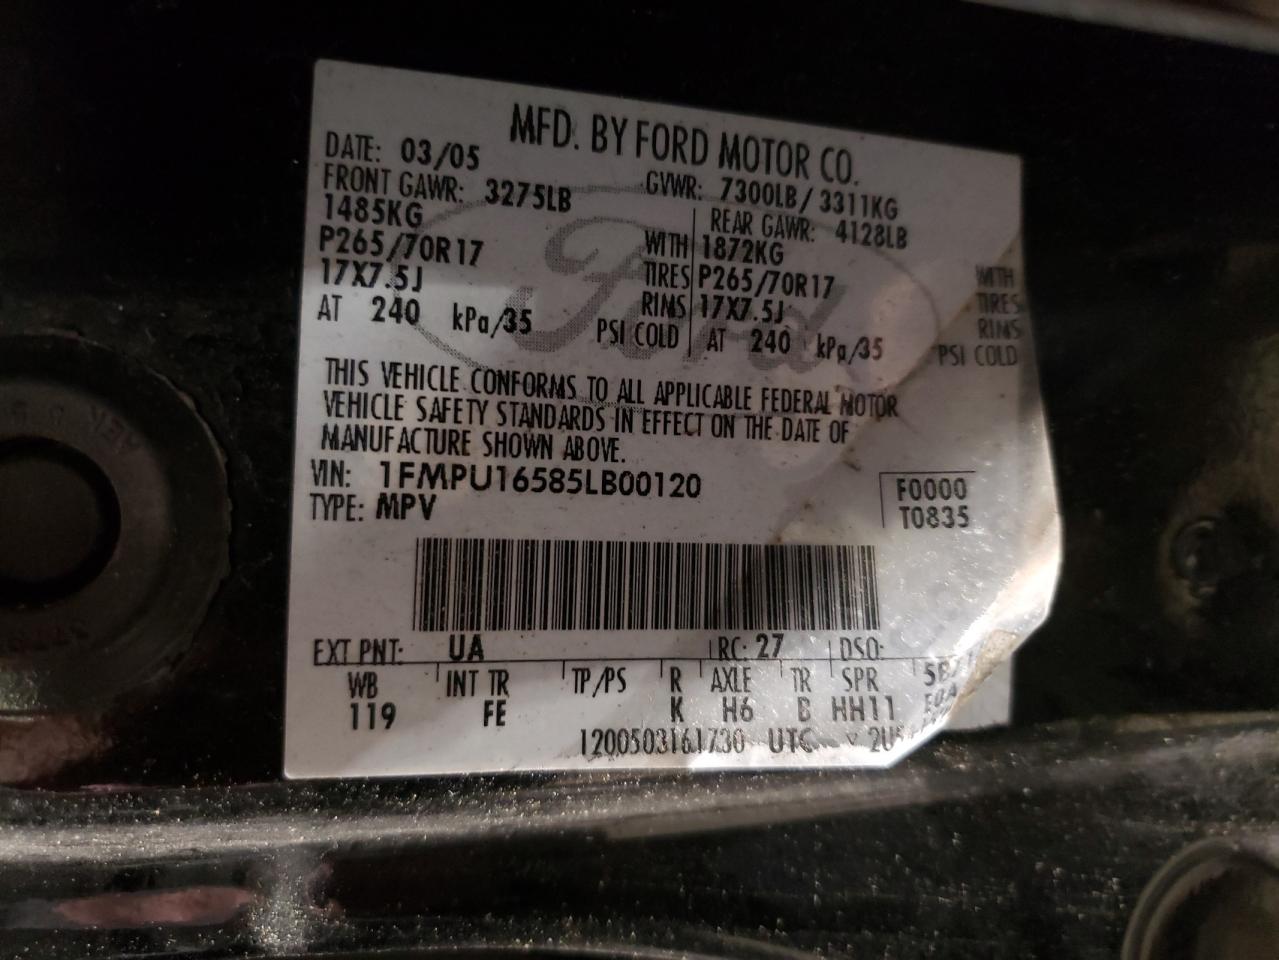 MFD. BY FORD MOTOR CO.
DATE: 03/05 GVWR: 7300LB/ 3311KG
FRONT GAWR: 3275LB REAR GAWR: 4128LB
1485KG WITH 1872KG WITH
P265/70R17 TIRES P265/70R17 TIRES
17X7.5J RIMS 17X7.5J RIMS
AT 240 kPa/35 PSI COLD AT 240 kPa/35 PSI COLD
Ford
THIS VEHICLE CONFORMS TO ALL APPLICABLE FEDERAL MOTOR
VEHICLE SAFETY STANDARDS IN EFFECT ON THE DATE OF
MANUFACTURE SHOWN ABOVE.
VIN: 1FMPU16585LB00120 F0000
TYPE: MPV T0835
EXT PNT: UA RC: 27 DSO:
WB INT TR TP/PS R AXLE TR SPR
119 FE K H6 B HH11
1200503161730 UTC